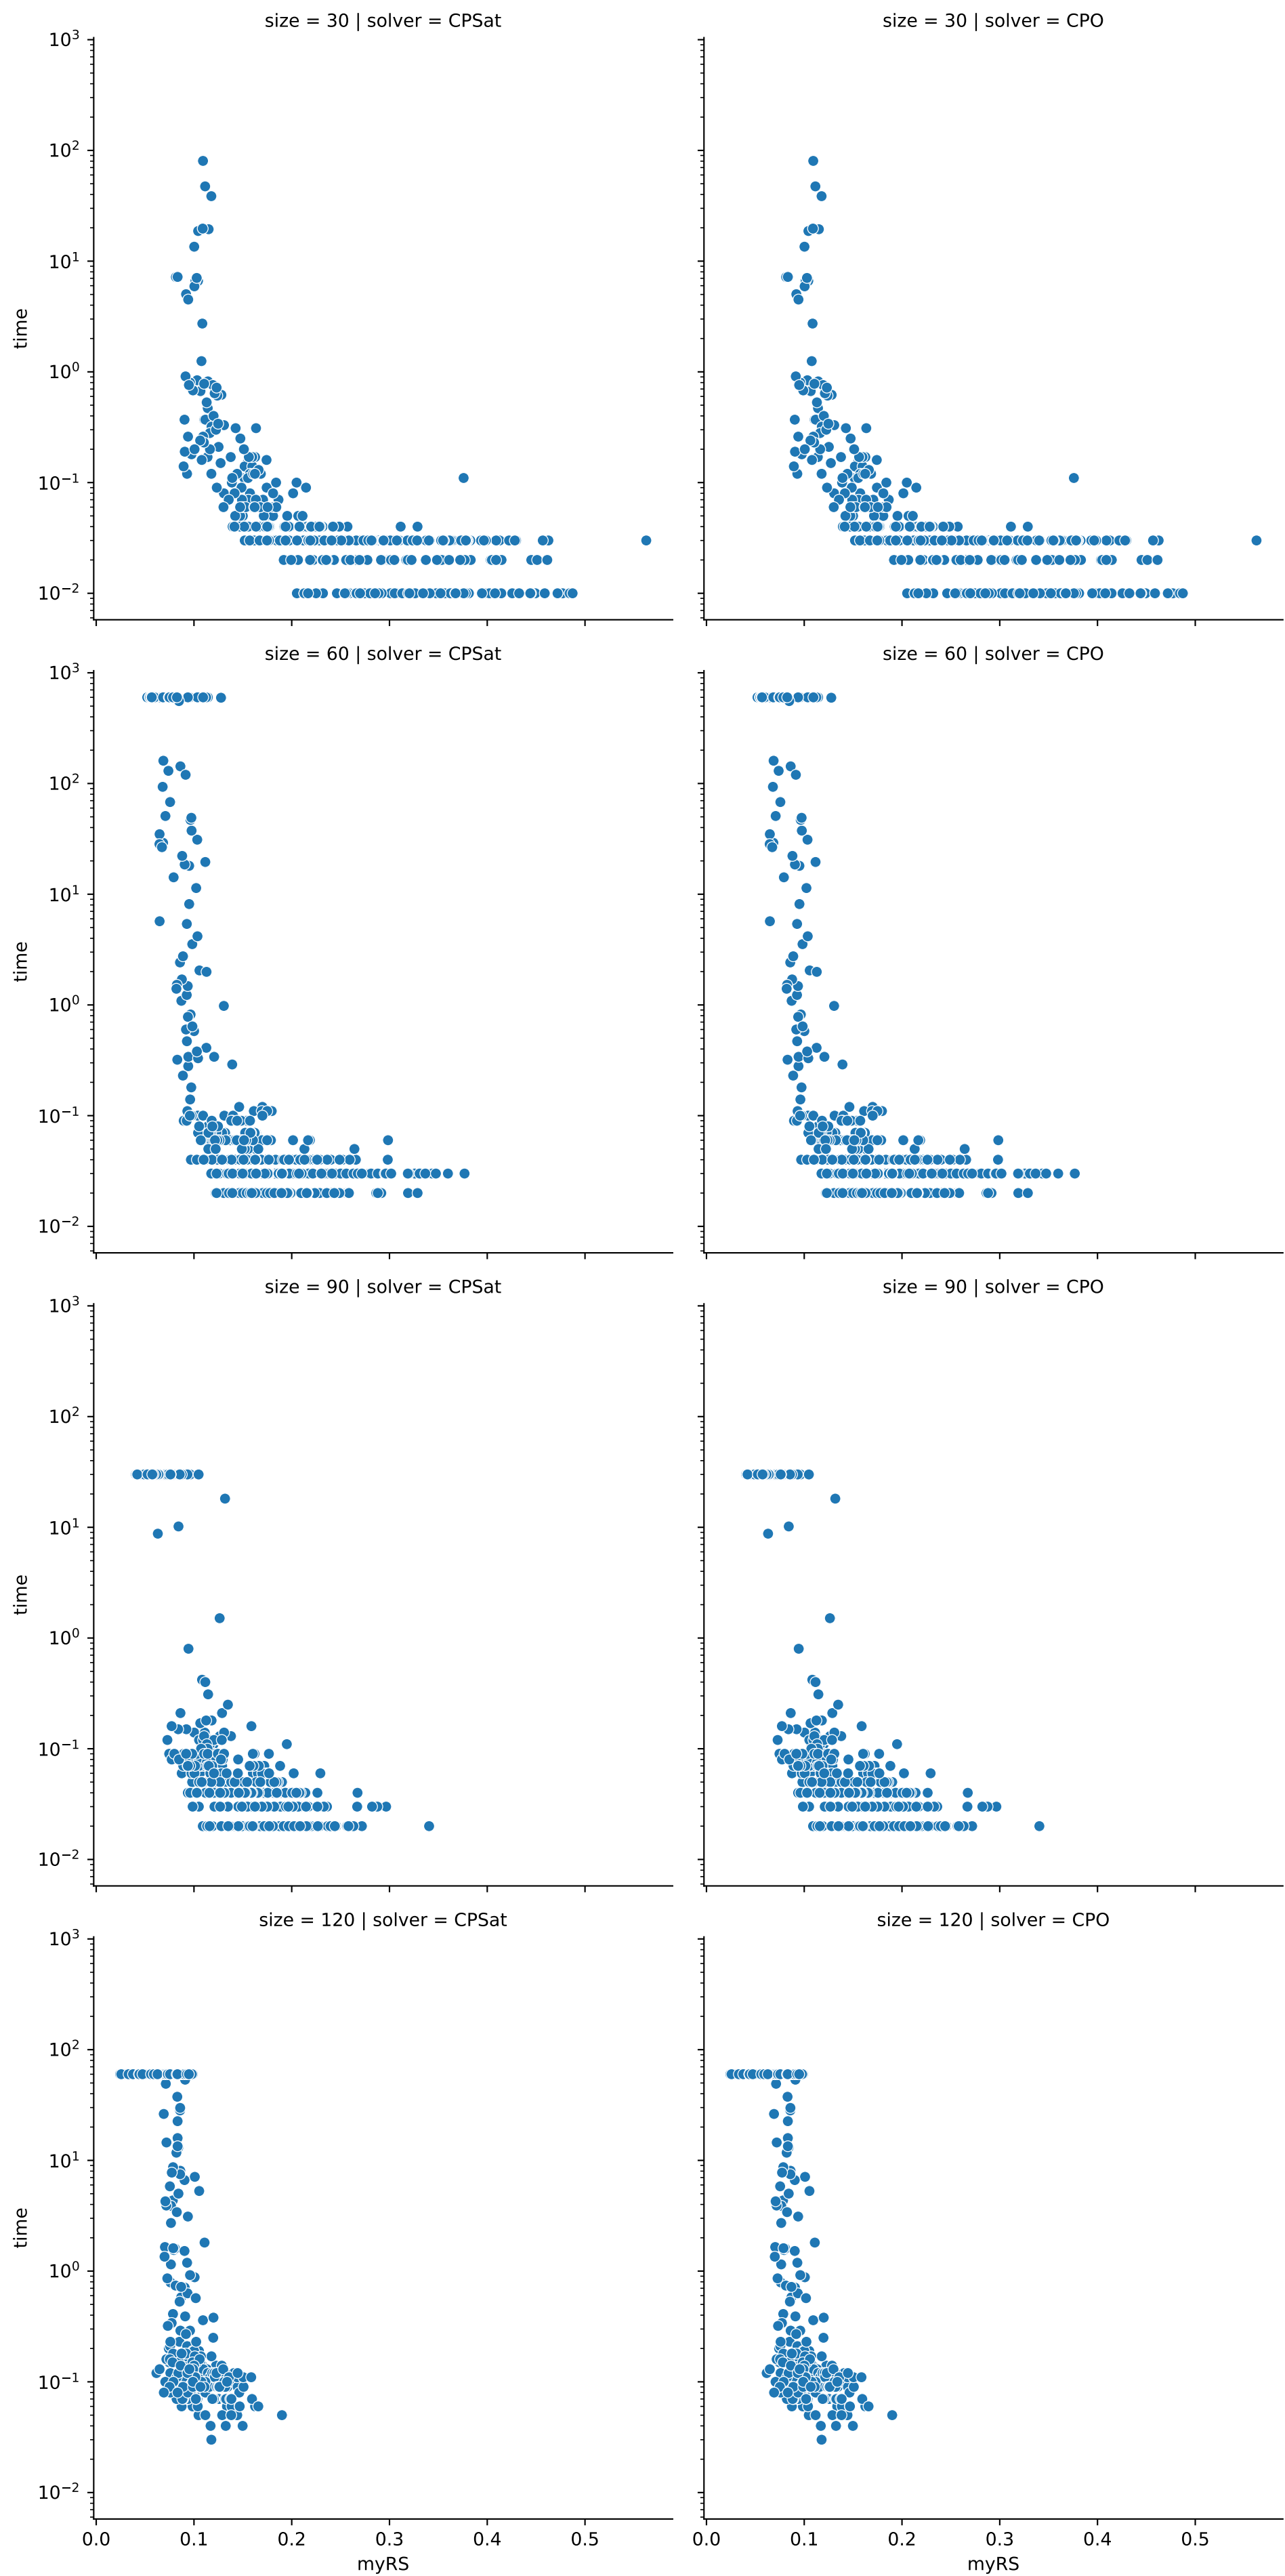 size = 30 | solver = CPSat
size = 30 | solver = CPO
10³
10²
10¹
10⁰
10⁻¹
10⁻²
time
size = 60 | solver = CPSat
size = 60 | solver = CPO
10³
10²
10¹
10⁰
10⁻¹
10⁻²
time
size = 90 | solver = CPSat
size = 90 | solver = CPO
10³
10²
10¹
10⁰
10⁻¹
10⁻²
time
size = 120 | solver = CPSat
size = 120 | solver = CPO
10³
10²
10¹
10⁰
10⁻¹
10⁻²
time
0.0 0.1 0.2 0.3 0.4 0.5
0.0 0.1 0.2 0.3 0.4 0.5
myRS
myRS